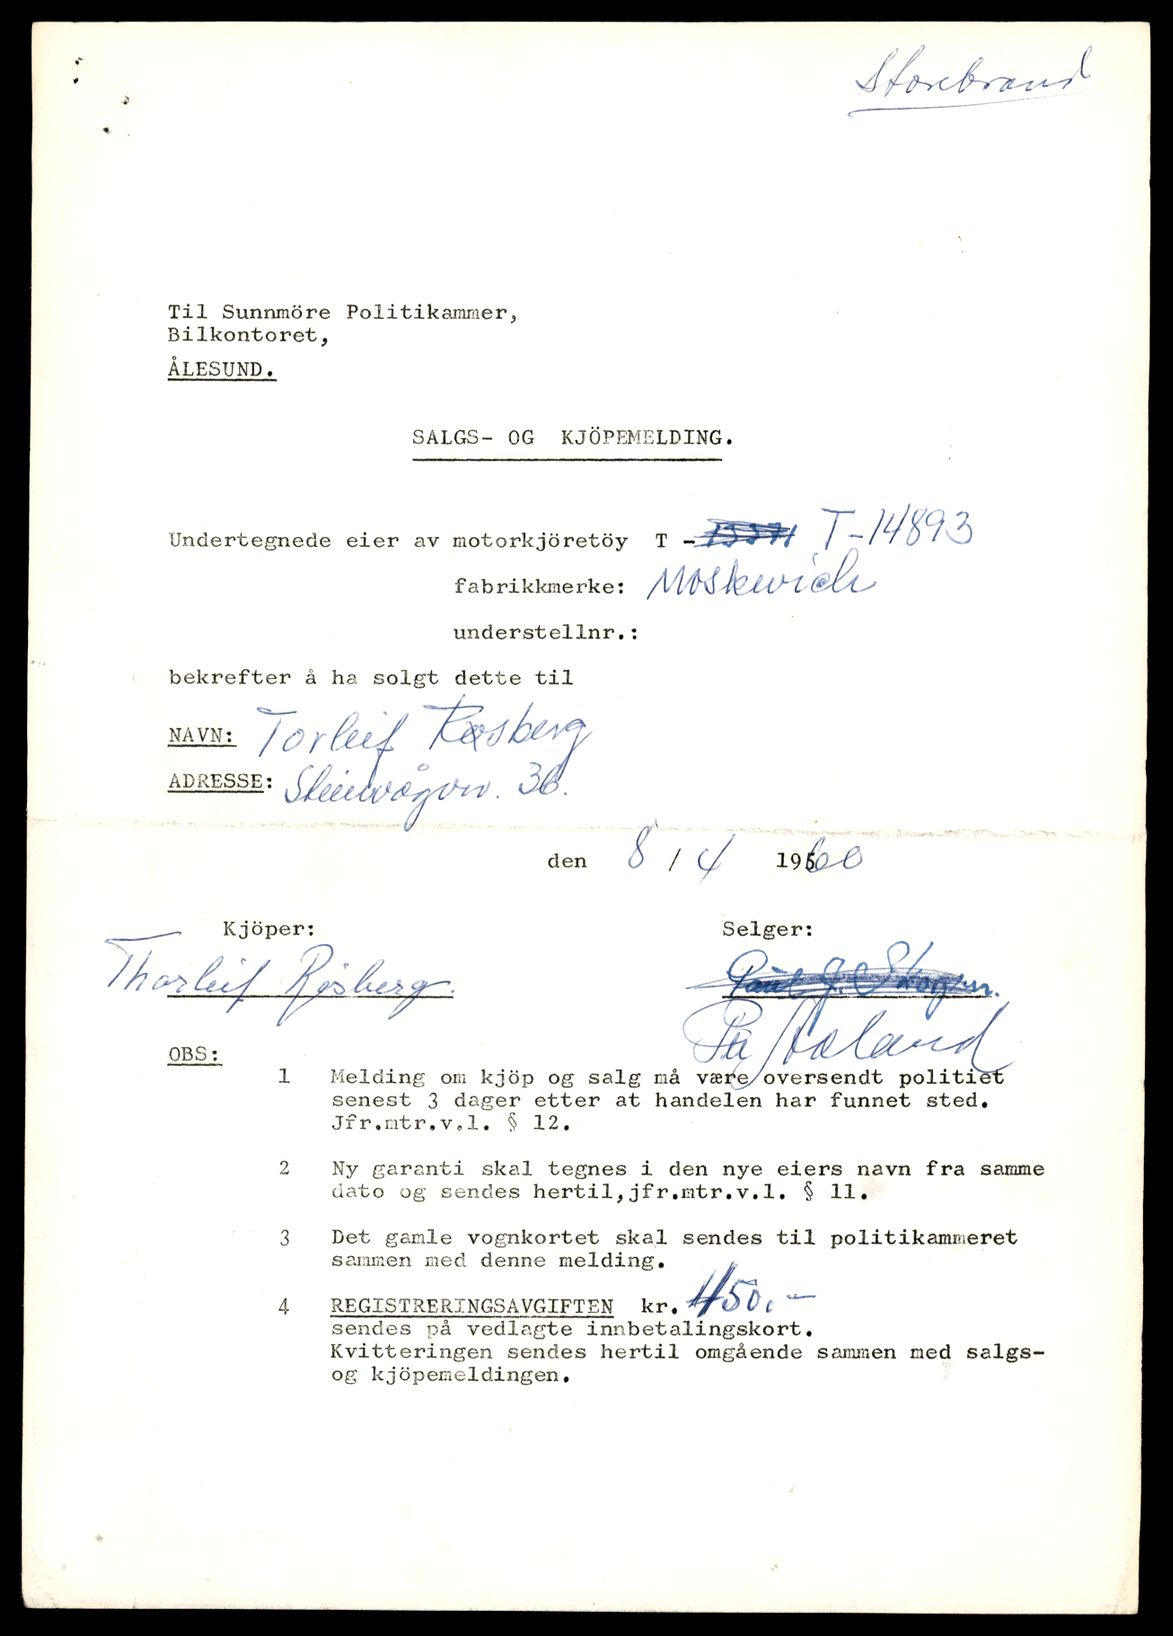 Storebrand
Til Sunnmöre Politikammer,
Bilkontoret,
ÅLESUND.
SALGS- OG KJÖPEMELDING.
Undertegnede eier av motorkjöretöy T - T-14893
fabrikkmerke: Moskwich
understellnr.:
bekrefter å ha solgt dette til
NAVN: Torleif Røsberg
ADRESSE: Steinvågvn. 36.
den 8 / 4 1960
Kjöper: Selger:
Thorleif Røsberg.
OBS:
1 Melding om kjöp og salg må være oversendt politiet
senest 3 dager etter at handelen har funnet sted.
Jfr.mtr.v.l. § 12.
2 Ny garanti skal tegnes i den nye eiers navn fra samme
dato og sendes hertil,jfr.mtr.v.l. § 11.
3 Det gamle vognkortet skal sendes til politikammeret
sammen med denne melding.
4 REGISTRERINGSAVGIFTEN kr. 450.-
sendes på vedlagte innbetalingskort.
Kvitteringen sendes hertil omgående sammen med salgs-
og kjöpemeldingen.